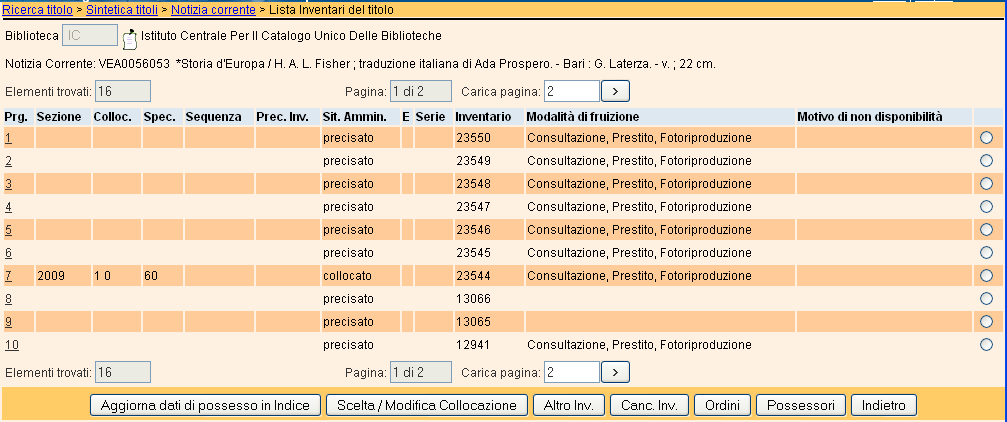 Ricerca titolo > Sintetica titoli > Notizia corrente > Lista Inventari del titolo
Biblioteca IC Istituto Centrale Per Il Catalogo Unico Delle Biblioteche
Notizia Corrente: VEA0056053 *Storia d'Europa / H. A. L. Fisher ; traduzione italiana di Ada Prospero. - Bari : G. Laterza. - v. ; 22 cm.
Elementi trovati: 16 Pagina: 1 di 2 Carica pagina: 2 >
Prg. Sezione Colloc. Spec. Sequenza Prec. Inv. Sit. Ammin. E Serie Inventario Modalità di fruizione Motivo di non disponibilità
1 precisato 23550 Consultazione, Prestito, Fotoriproduzione
2 precisato 23549 Consultazione, Prestito, Fotoriproduzione
3 precisato 23548 Consultazione, Prestito, Fotoriproduzione
4 precisato 23547 Consultazione, Prestito, Fotoriproduzione
5 precisato 23546 Consultazione, Prestito, Fotoriproduzione
6 precisato 23545 Consultazione, Prestito, Fotoriproduzione
7 2009 1 0 60 collocato 23544 Consultazione, Prestito, Fotoriproduzione
8 precisato 13066
9 precisato 13065
10 precisato 12941 Consultazione, Prestito, Fotoriproduzione
Elementi trovati: 16 Pagina: 1 di 2 Carica pagina: 2 >
Aggiorna dati di possesso in Indice Scelta / Modifica Collocazione Altro Inv. Canc. Inv. Ordini Possessori Indietro